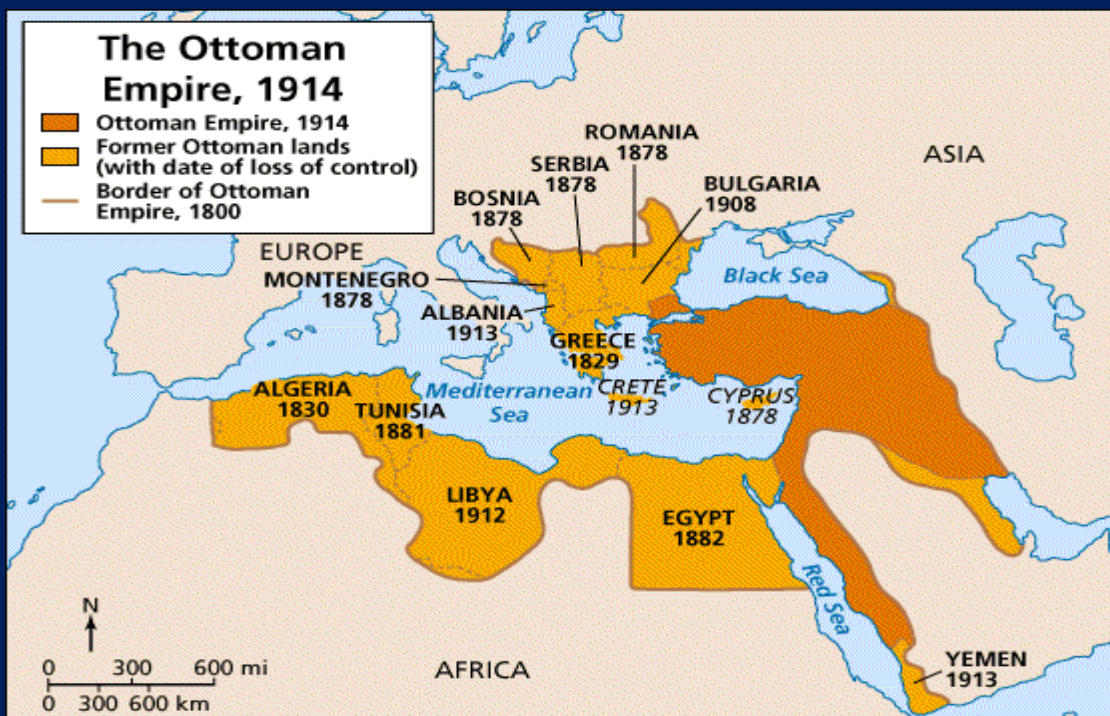 The Ottoman
Empire, 1914
Ottoman Empire, 1914
Former Ottoman lands
(with date of loss of control)
Border of Ottoman
Empire, 1800
ROMANIA
1878
ASIA
SERBIA
1878
BULGARIA
1908
BOSNIA
1878
EUROPE
MONTENEGRO
1878
Black Sea
ALBANIA
1913
GREECE
1829
CRETE
1913
CYPRUS
1878
Mediterranean
Sea
ALGERIA
1830
TUNISIA
1881
LIBYA
1912
EGYPT
1882
Red Sea
N
0 300 600 mi
0 300 600 km
AFRICA
YEMEN
1913